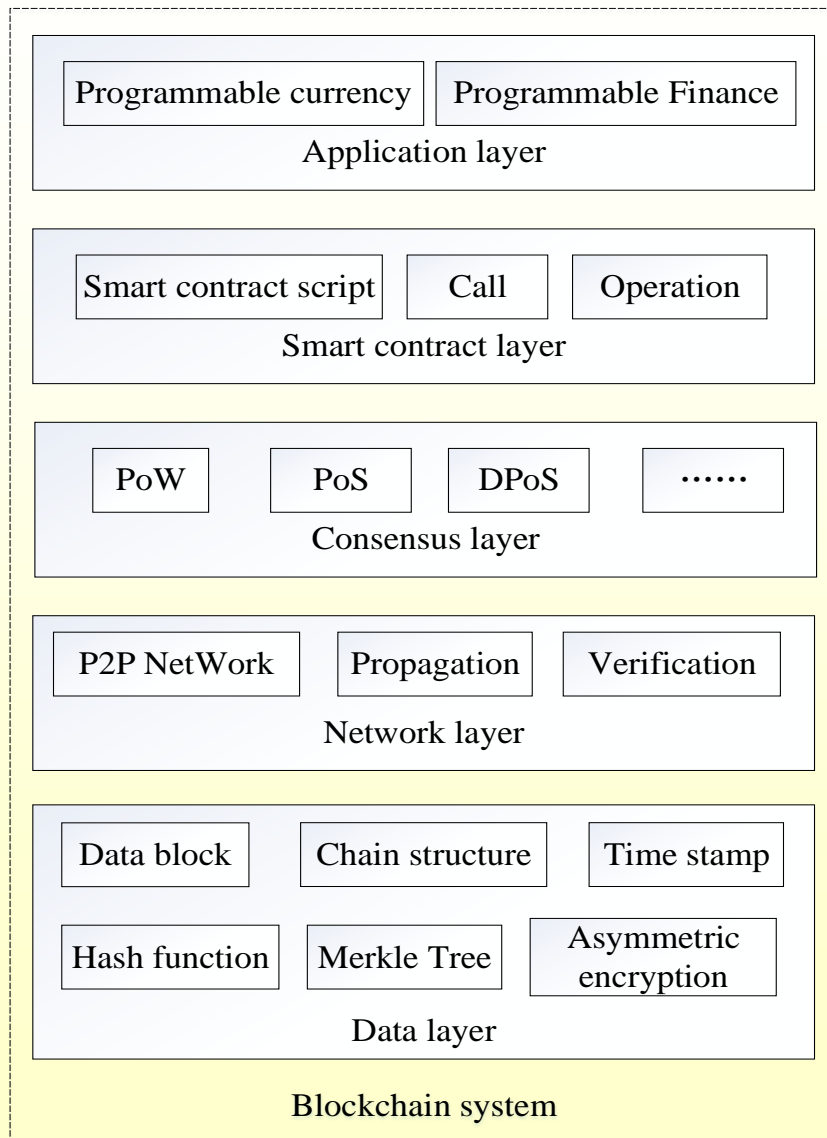 Programmable currency
Programmable Finance
Application layer
Smart contract script
Call
Operation
Smart contract layer
PoW
PoS
DPoS
······
Consensus layer
P2P NetWork
Propagation
Verification
Network layer
Data block
Chain structure
Time stamp
Hash function
Merkle Tree
Asymmetric
encryption
Data layer
Blockchain system